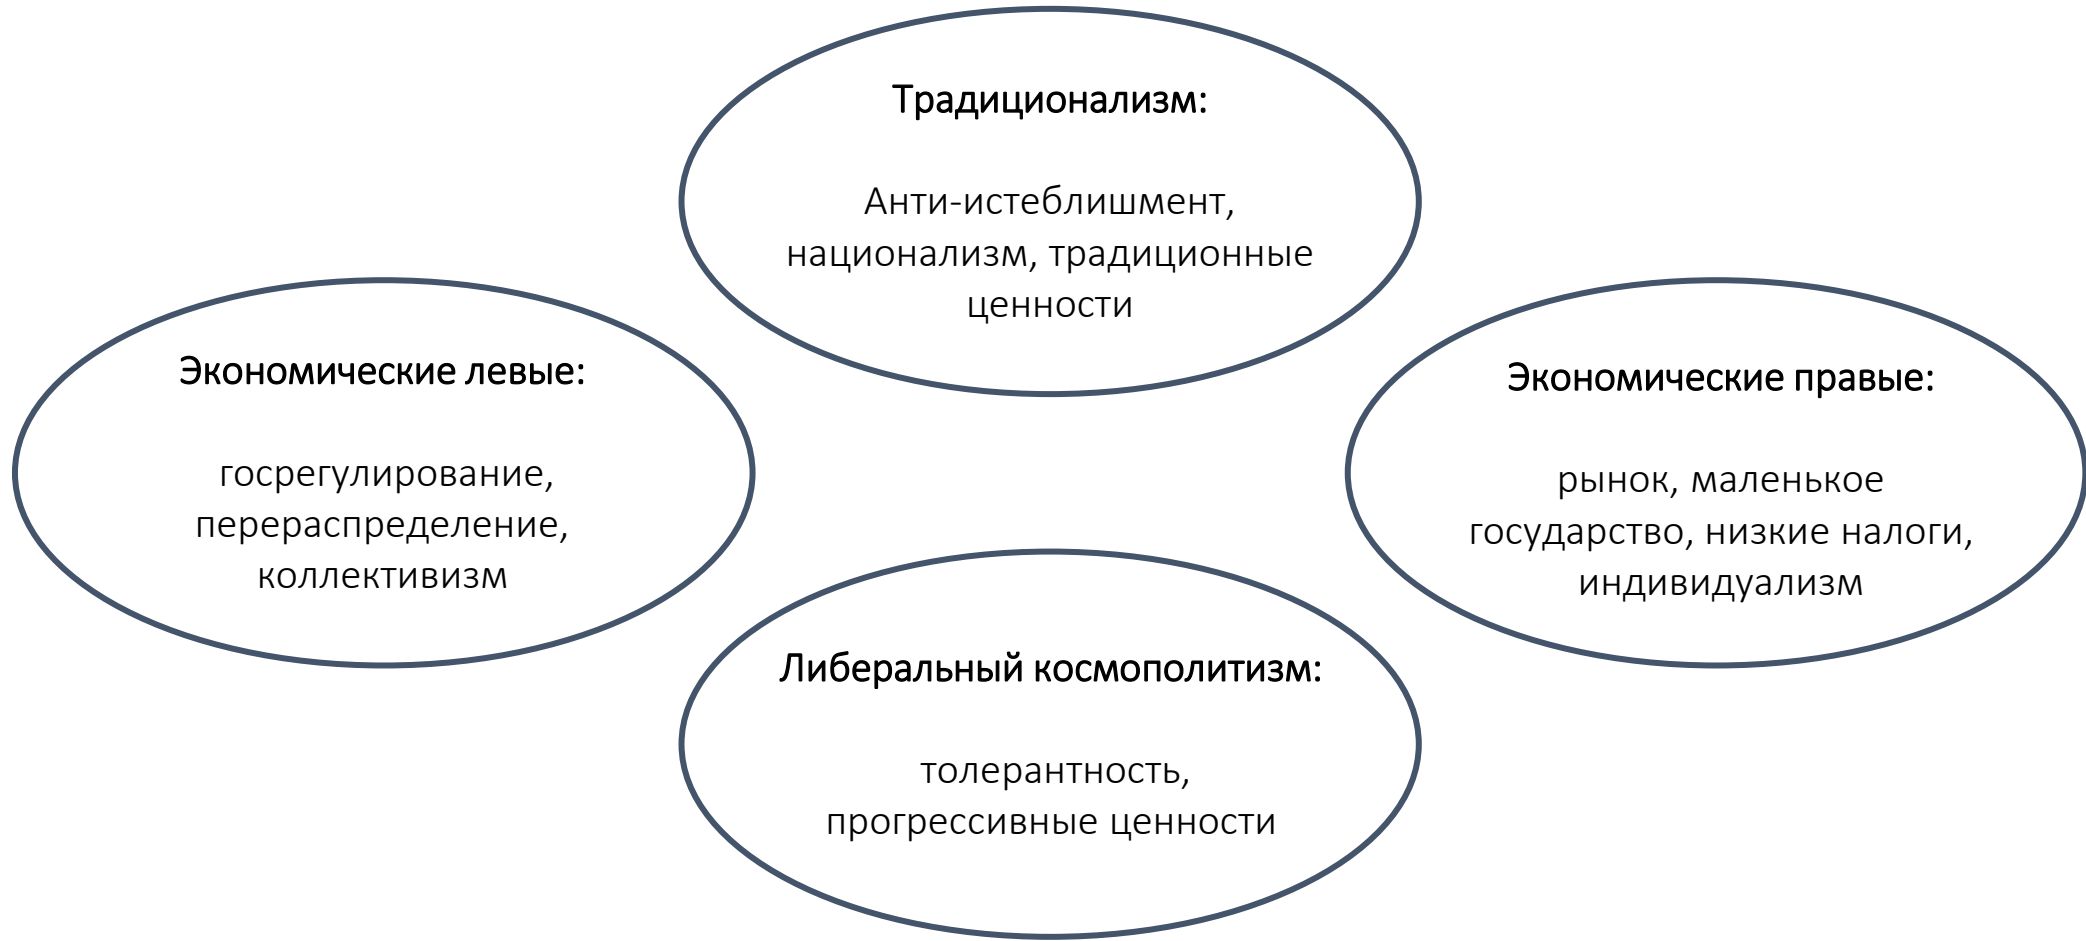 Традиционализм:
Анти-истеблишмент,
национализм, традиционные
ценности
Экономические левые:
госрегулирование,
перераспределение,
коллективизм
Экономические правые:
рынок, маленькое
государство, низкие налоги,
индивидуализм
Либеральный космополитизм:
толерантность,
прогрессивные ценности